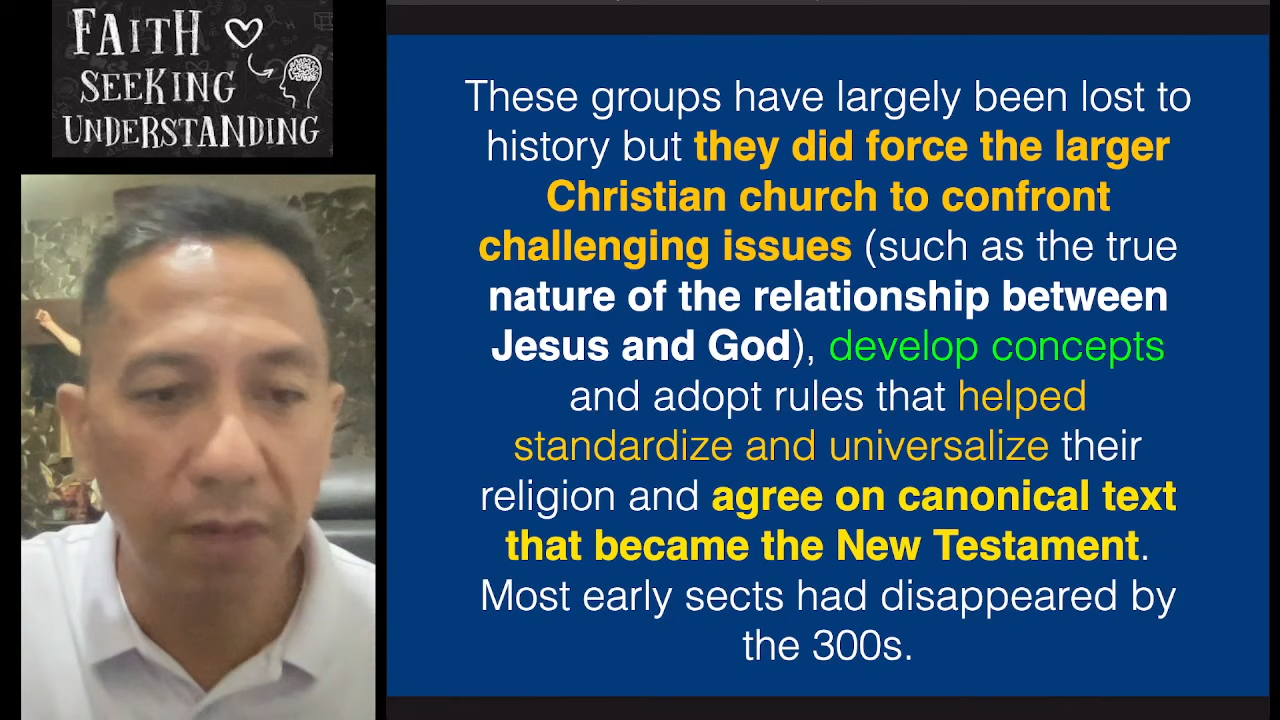 FAITH
SEEKING
UNDERSTANDING
These groups have largely been lost to
history but they did force the larger
Christian church to confront
challenging issues (such as the true
nature of the relationship between
Jesus and God), develop concepts
and adopt rules that helped
standardize and universalize their
religion and agree on canonical text
that became the New Testament.
Most early sects had disappeared by
the 300s.